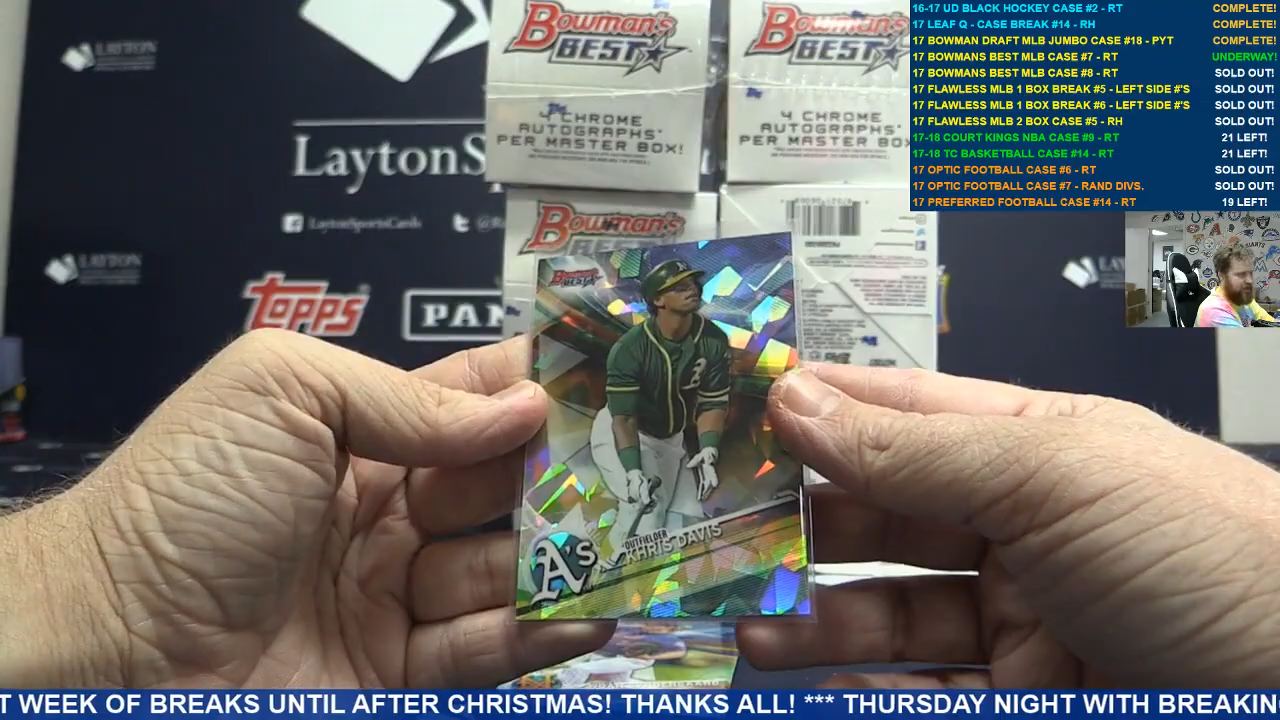 16-17 UD BLACK HOCKEY CASE #2 - RT COMPLETE!
17 LEAF Q - CASE BREAK #14 - RH COMPLETE!
17 BOWMAN DRAFT MLB JUMBO CASE #18 - PYT COMPLETE!
17 BOWMANS BEST MLB CASE #7 - RT UNDERWAY!
17 BOWMANS BEST MLB CASE #8 - RT SOLD OUT!
17 FLAWLESS MLB 1 BOX BREAK #5 - LEFT SIDE #'S SOLD OUT!
17 FLAWLESS MLB 1 BOX BREAK #6 - LEFT SIDE #'S SOLD OUT!
17 FLAWLESS MLB 2 BOX CASE #5 - RH SOLD OUT!
17-18 COURT KINGS NBA CASE #9 - RT 21 LEFT!
17-18 TC BASKETBALL CASE #14 - RT 21 LEFT!
17 OPTIC FOOTBALL CASE #6 - RT SOLD OUT!
17 OPTIC FOOTBALL CASE #7 - RAND DIVS. SOLD OUT!
17 PREFERRED FOOTBALL CASE #14 - RT 19 LEFT!
Bowman's
BEST
4 CHROME
AUTOGRAPHS*
PER MASTER BOX!
Bowman's
BEST
4 CHROME
AUTOGRAPHS*
PER MASTER BOX!
LAYTON
Layton
LaytonSportsCards
LAYTON
TOPPS
PAN
Bowman's
BEST
Bowman's
BEST
OUTFIELDER
KHRIS DAVIS
A's
T WEEK OF BREAKS UNTIL AFTER CHRISTMAS! THANKS ALL! *** THURSDAY NIGHT WITH BREAKIN